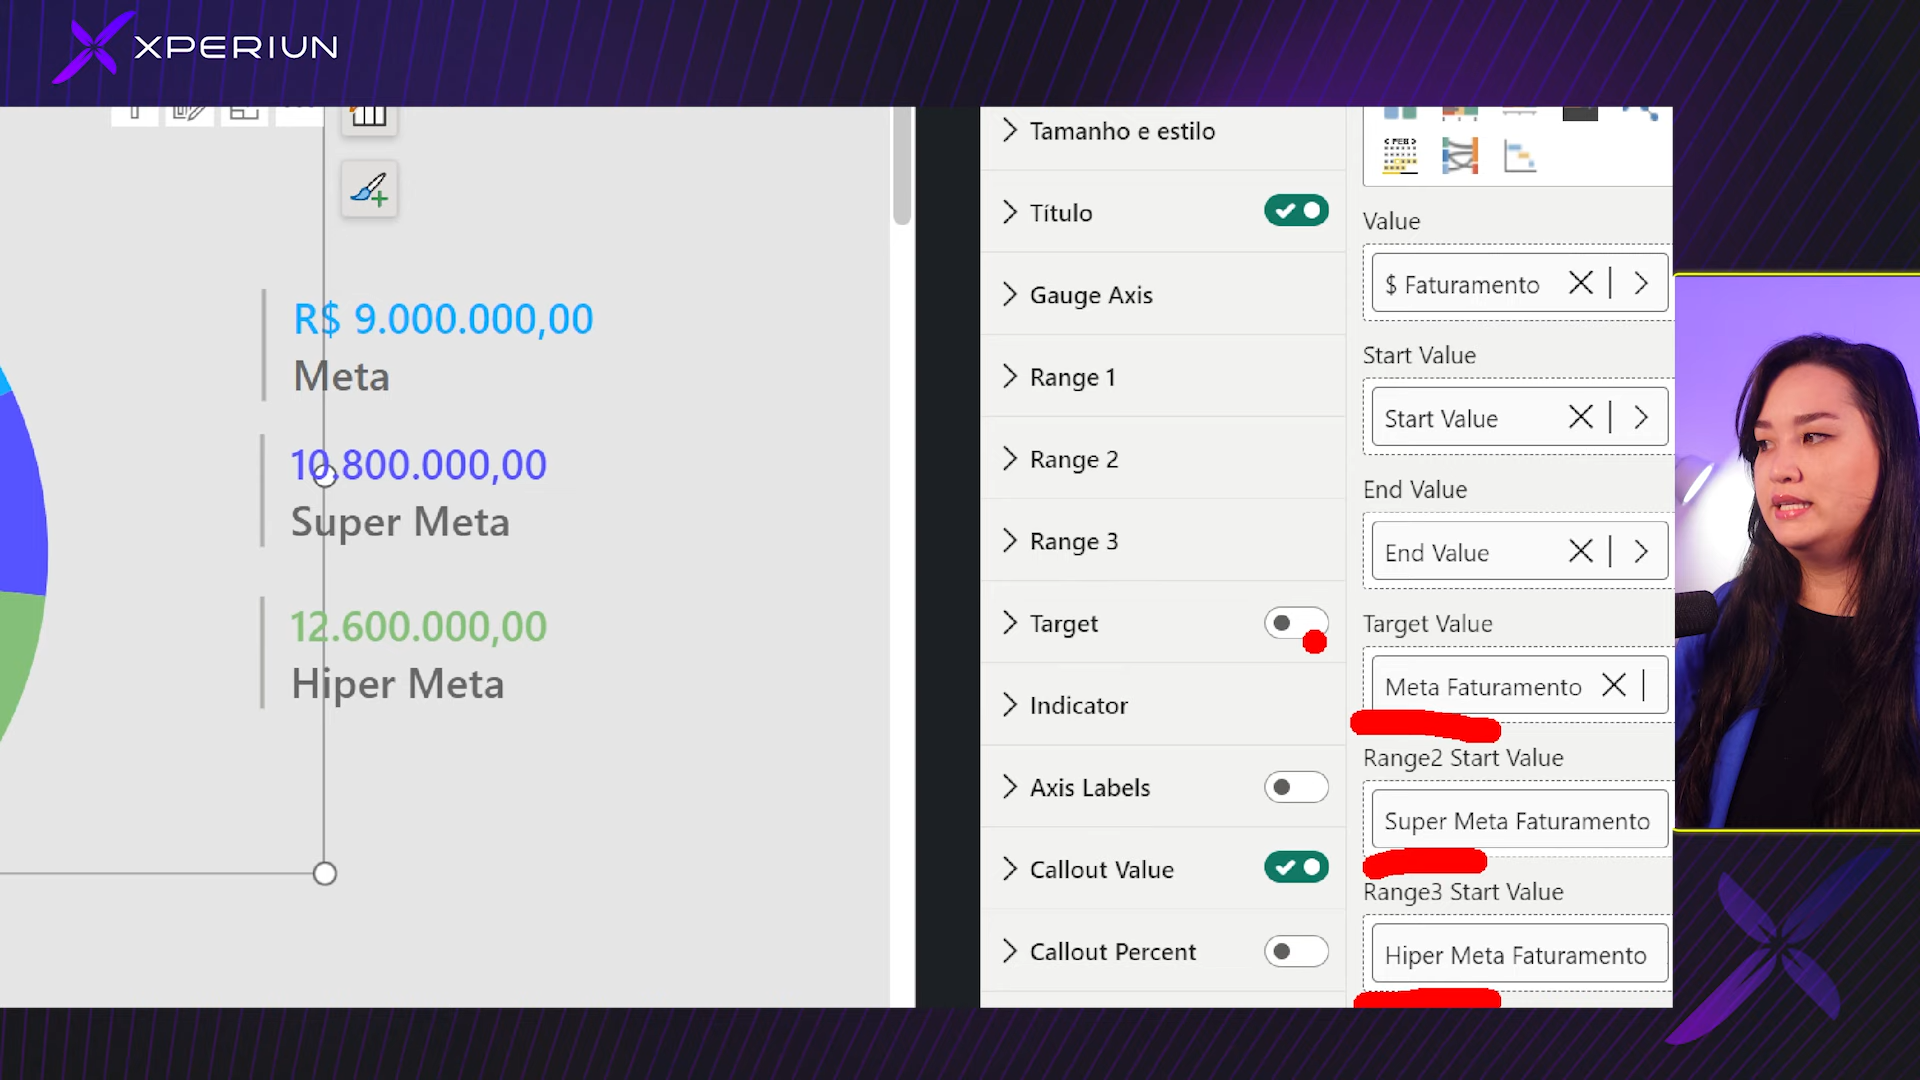 XPERIUN
R$ 9.000.000,00
Meta
10.800.000,00
Super Meta
12.600.000,00
Hiper Meta
Tamanho e estilo
Título
Gauge Axis
Range 1
Range 2
Range 3
Target
Indicator
Axis Labels
Callout Value
Callout Percent
< FEB >
Value
$ Faturamento
Start Value
Start Value
End Value
End Value
Target Value
Meta Faturamento
Range2 Start Value
Super Meta Faturamento
Range3 Start Value
Hiper Meta Faturamento